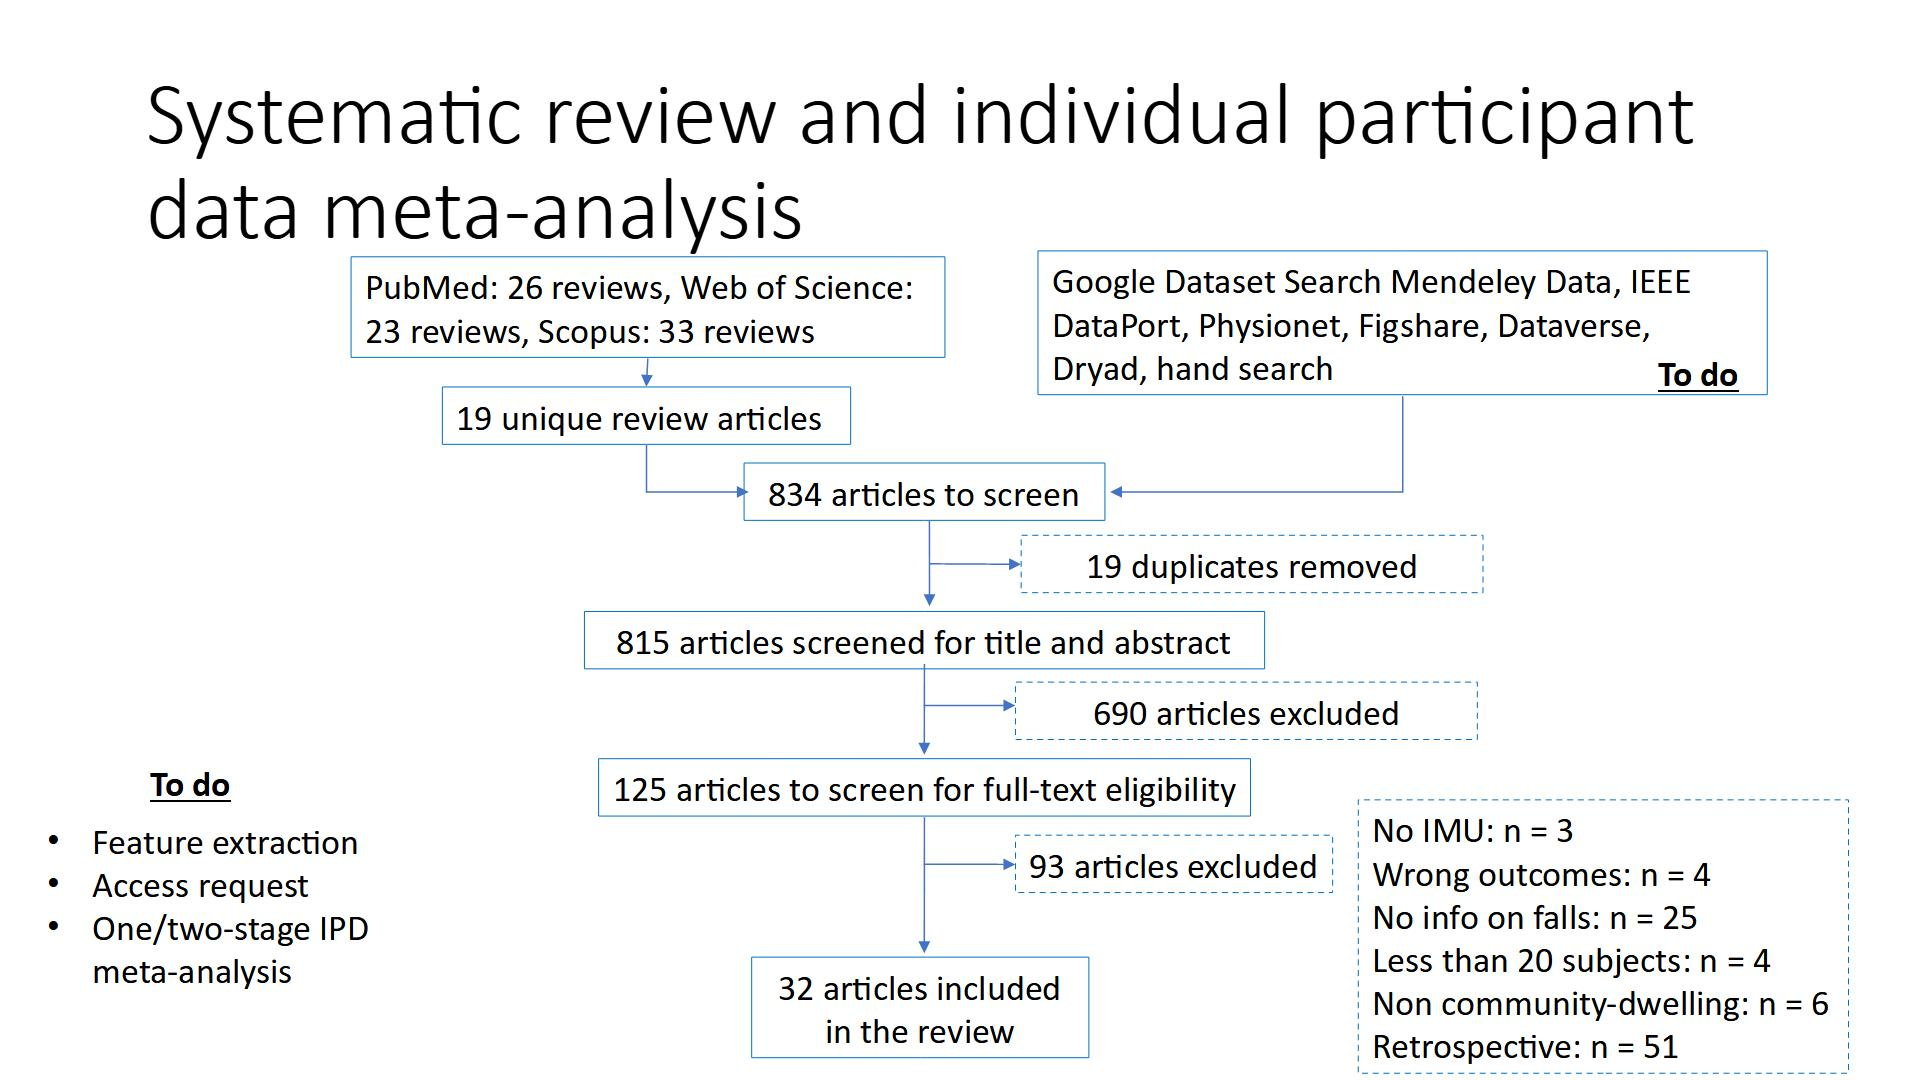 Systematic review and individual participant
data meta-analysis
PubMed: 26 reviews, Web of Science:
23 reviews, Scopus: 33 reviews
Google Dataset Search Mendeley Data, IEEE
DataPort, Physionet, Figshare, Dataverse,
Dryad, hand search
To do
19 unique review articles
834 articles to screen
19 duplicates removed
815 articles screened for title and abstract
690 articles excluded
125 articles to screen for full-text eligibility
93 articles excluded
No IMU: n = 3
Wrong outcomes: n = 4
No info on falls: n = 25
Less than 20 subjects: n = 4
Non community-dwelling: n = 6
Retrospective: n = 51
32 articles included
in the review
To do
• Feature extraction
• Access request
• One/two-stage IPD
meta-analysis